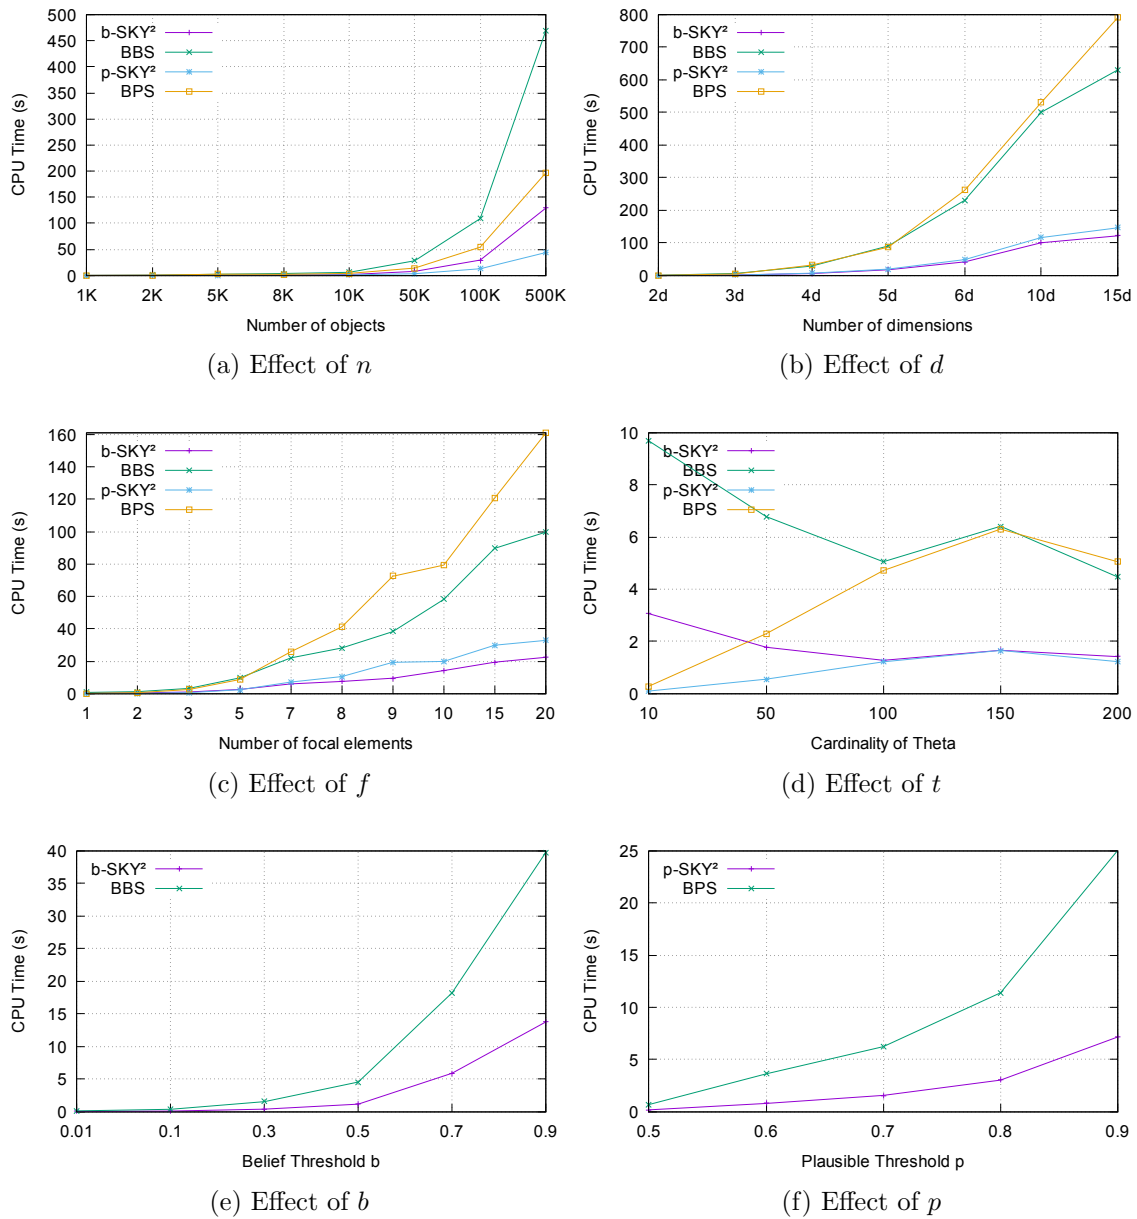 b-SKY²
BBS
p-SKY²
BPS
CPU Time (s)
500
450
400
350
300
250
200
150
100
50
0
1K 2K 5K 8K 10K 50K 100K 500K
Number of objects
(a) Effect of n
b-SKY²
BBS
p-SKY²
BPS
CPU Time (s)
800
700
600
500
400
300
200
100
0
2d 3d 4d 5d 6d 10d 15d
Number of dimensions
(b) Effect of d
b-SKY²
BBS
p-SKY²
BPS
CPU Time (s)
160
140
120
100
80
60
40
20
0
1 2 3 5 7 8 9 10 15 20
Number of focal elements
(c) Effect of f
b-SKY²
BBS
p-SKY²
BPS
CPU Time (s)
10
8
6
4
2
0
10 50 100 150 200
Cardinality of Theta
(d) Effect of t
b-SKY²
BBS
CPU Time (s)
40
35
30
25
20
15
10
5
0
0.01 0.1 0.3 0.5 0.7 0.9
Belief Threshold b
(e) Effect of b
p-SKY²
BPS
CPU Time (s)
25
20
15
10
5
0
0.5 0.6 0.7 0.8 0.9
Plausible Threshold p
(f) Effect of p